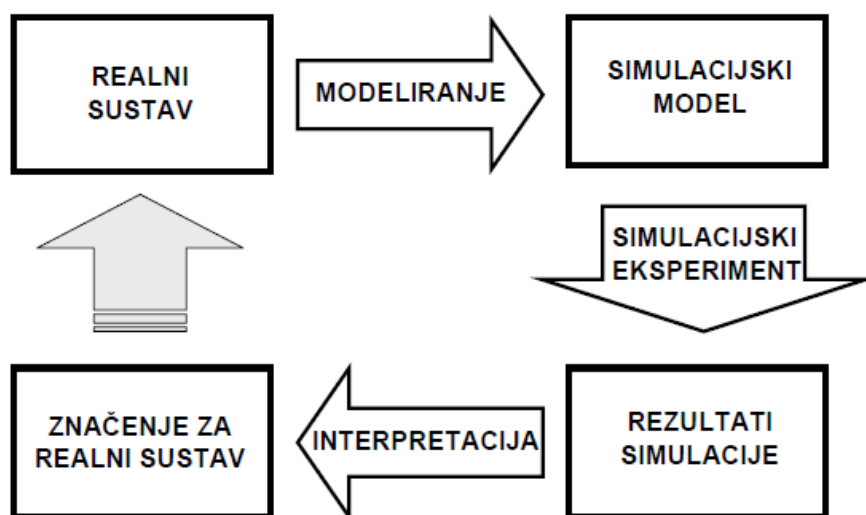 REALNI
SUSTAV
MODELIRANJE
SIMULACIJSKI
MODEL
SIMULACIJSKI
EKSPERIMENT
REZULTATI
SIMULACIJE
INTERPRETACIJA
ZNAČENJE ZA
REALNI SUSTAV